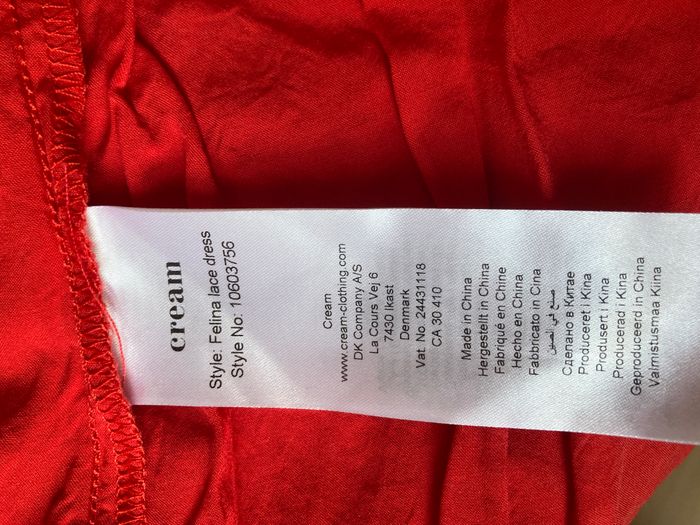 cream
Style: Felina lace dress
Style No: 10603756
Cream
www.cream-clothing.com
DK Company A/S
La Cours Vej 6
7430 Ikast
Denmark
Vat. No. 24431118
CA 30 410
Made in China
Hergestellt in China
Fabriqué en Chine
Hecho en China
Fabbricato in Cina
صنع في الصين
Сделано в Китае
Produceret i Kina
Produsert i Kina
Producerad i Kina
Geproduceerd in China
Valmistusmaa Kiina